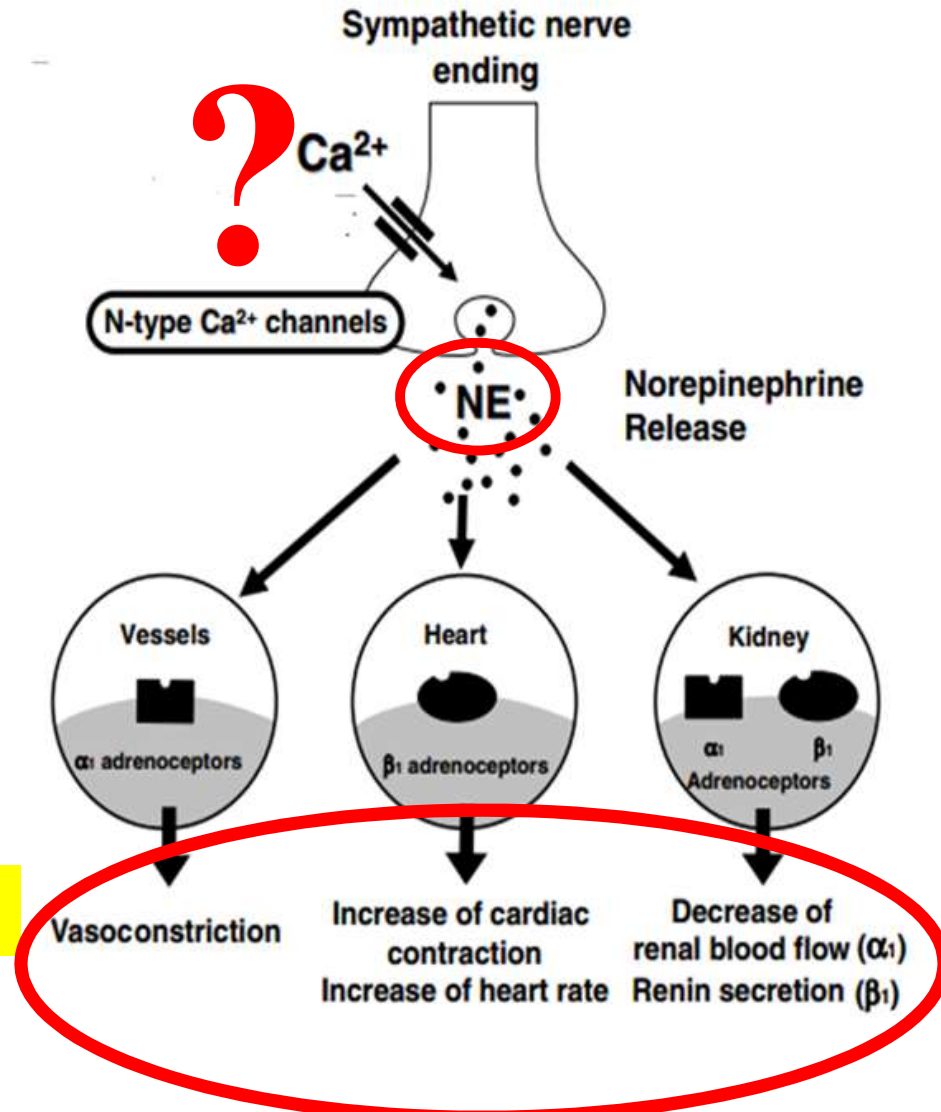 Sympathetic nerve
ending
?
Ca²⁺
N-type Ca²⁺ channels
NE
Norepinephrine
Release
Vessels
α₁ adrenoceptors
Heart
β₁ adrenoceptors
Kidney
α₁ β₁
Adrenoceptors
Vasoconstriction
Increase of cardiac
contraction
Increase of heart rate
Decrease of
renal blood flow (α₁)
Renin secretion (β₁)